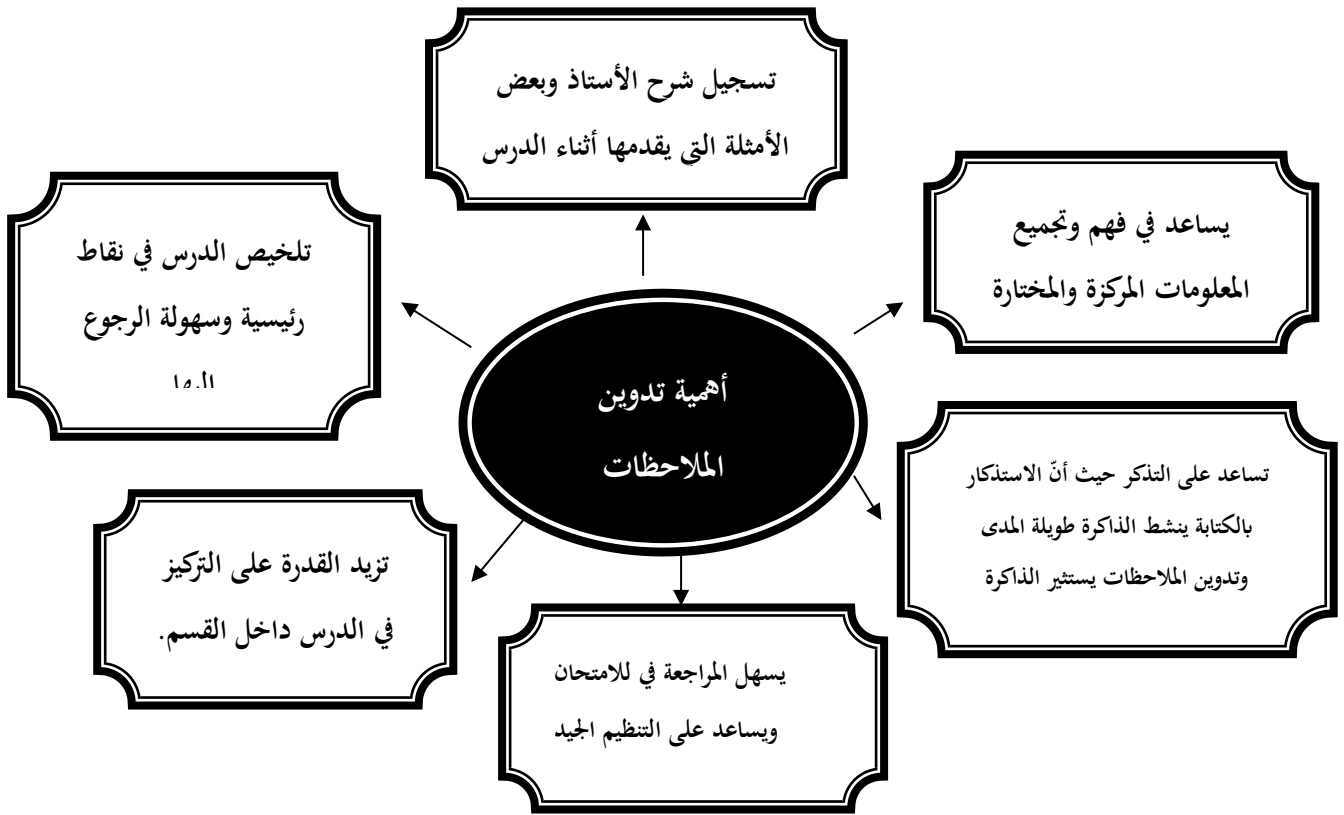 تسجيل شرح الأستاذ وبعض
الأمثلة التي يقدمها أثناء الدرس
يساعد في فهم وتجميع
المعلومات المركزة والمختارة
تلخيص الدرس في نقاط
رئيسية وسهولة الرجوع
إليها
أهمية تدوين
الملاحظات
تساعد على التذكر حيث أنّ الاستذكار
بالكتابة ينشط الذاكرة طويلة المدى
وتدوين الملاحظات يستثير الذاكرة
تزيد القدرة على التركيز
في الدرس داخل القسم.
يسهل المراجعة في للامتحان
ويساعد على التنظيم الجيد